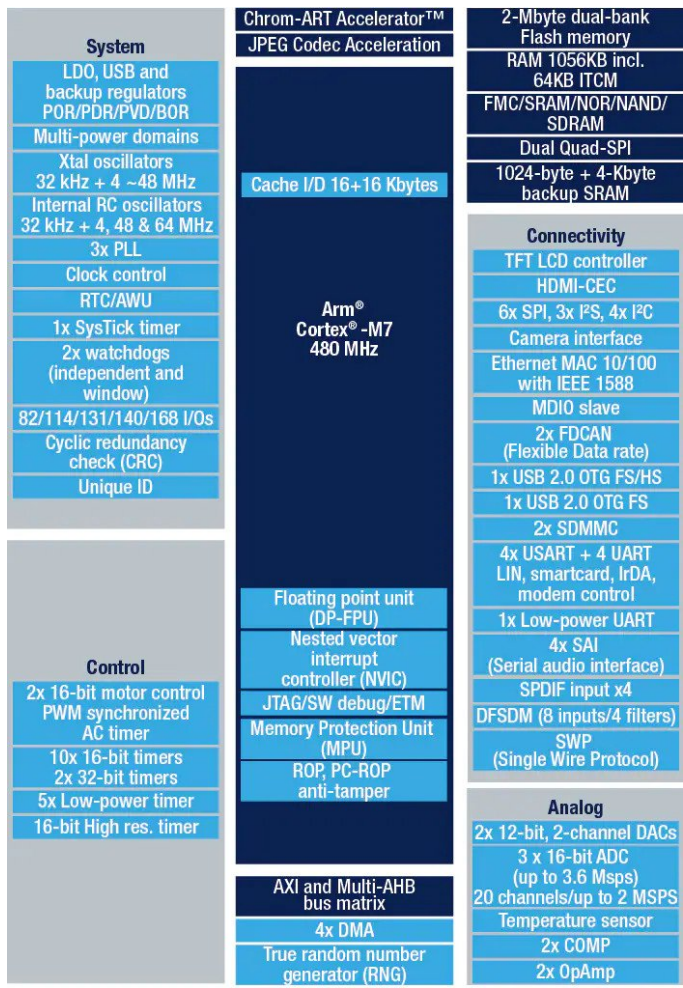 System
LDO, USB and
backup regulators
POR/PDR/PVD/BOR
Multi-power domains
Xtal oscillators
32 kHz + 4 ~48 MHz
Internal RC oscillators
32 kHz + 4, 48 & 64 MHz
3x PLL
Clock control
RTC/AWU
1x SysTick timer
2x watchdogs
(independent and
window)
82/114/131/140/168 I/Os
Cyclic redundancy
check (CRC)
Unique ID
Control
2x 16-bit motor control
PWM synchronized
AC timer
10x 16-bit timers
2x 32-bit timers
5x Low-power timer
16-bit High res. timer
Chrom-ART Accelerator™
JPEG Codec Acceleration
Cache I/D 16+16 Kbytes
Arm®
Cortex® -M7
480 MHz
Floating point unit
(DP-FPU)
Nested vector
interrupt
controller (NVIC)
JTAG/SW debug/ETM
Memory Protection Unit
(MPU)
ROP, PC-ROP
anti-tamper
AXI and Multi-AHB
bus matrix
4x DMA
True random number
generator (RNG)
2-Mbyte dual-bank
Flash memory
RAM 1056KB incl.
64KB ITCM
FMC/SRAM/NOR/NAND/
SDRAM
Dual Quad-SPI
1024-byte + 4-Kbyte
backup SRAM
Connectivity
TFT LCD controller
HDMI-CEC
6x SPI, 3x I²S, 4x I²C
Camera interface
Ethernet MAC 10/100
with IEEE 1588
MDIO slave
2x FDCAN
(Flexible Data rate)
1x USB 2.0 OTG FS/HS
1x USB 2.0 OTG FS
2x SDMMC
4x USART + 4 UART
LIN, smartcard, IrDA,
modem control
1x Low-power UART
4x SAI
(Serial audio interface)
SPDIF input x4
DFSDM (8 inputs/4 filters)
SWP
(Single Wire Protocol)
Analog
2x 12-bit, 2-channel DACs
3 x 16-bit ADC
(up to 3.6 Msps)
20 channels/up to 2 MSPS
Temperature sensor
2x COMP
2x OpAmp